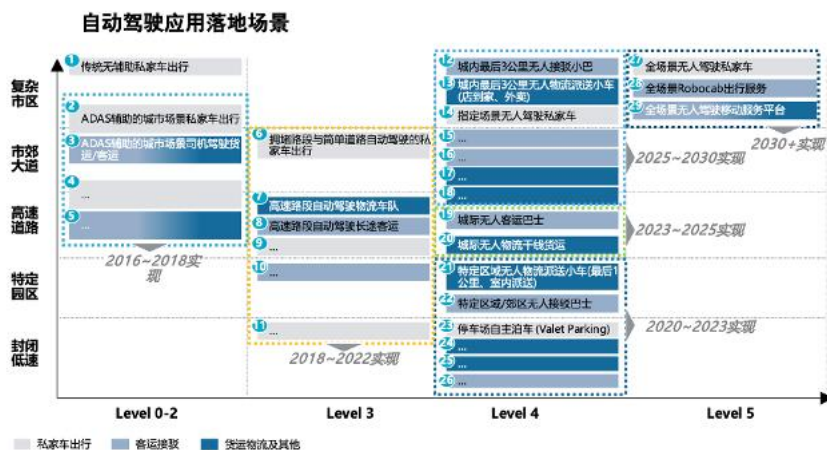 自动驾驶应用落地场景
复杂
市区
市郊
大道
高速
道路
特定
园区
封闭
低速
1 传统无辅助私家车出行
2 ADAS辅助的城市场景私家车出行
3 ADAS辅助的城市场景司机驾驶货
运/客运
4 ...
5 ...
2016~2018实
现
6 拥堵路段与简单道路自动驾驶的私
家车出行
7 高速路段自动驾驶物流车队
8 高速路段自动驾驶长途客运
9 ...
10 ...
11 ...
2018~2022实现
12 城内最后3公里无人接驳小巴
13 城内最后3公里无人物流派送小车
(店到家、外卖)
14 指定场景无人驾驶私家车
15 ...
16 ...
17 ...
18 ...
2025~2030实现
19 城际无人客运巴士
20 城际无人物流干线货运
2023~2025实现
21 特定区域无人物流派送小车(最后1
公里、室内派送)
22 特定区域/郊区无人接驳巴士
23 停车场自主泊车 (Valet Parking)
24 ...
25 ...
26 ...
2020~2023实现
27 全场景无人驾驶私家车
28 全场景Robocab出行服务
29 全场景无人驾驶移动服务平台
2030+实现
Level 0-2
Level 3
Level 4
Level 5
私家车出行
客运接驳
货运物流及其他